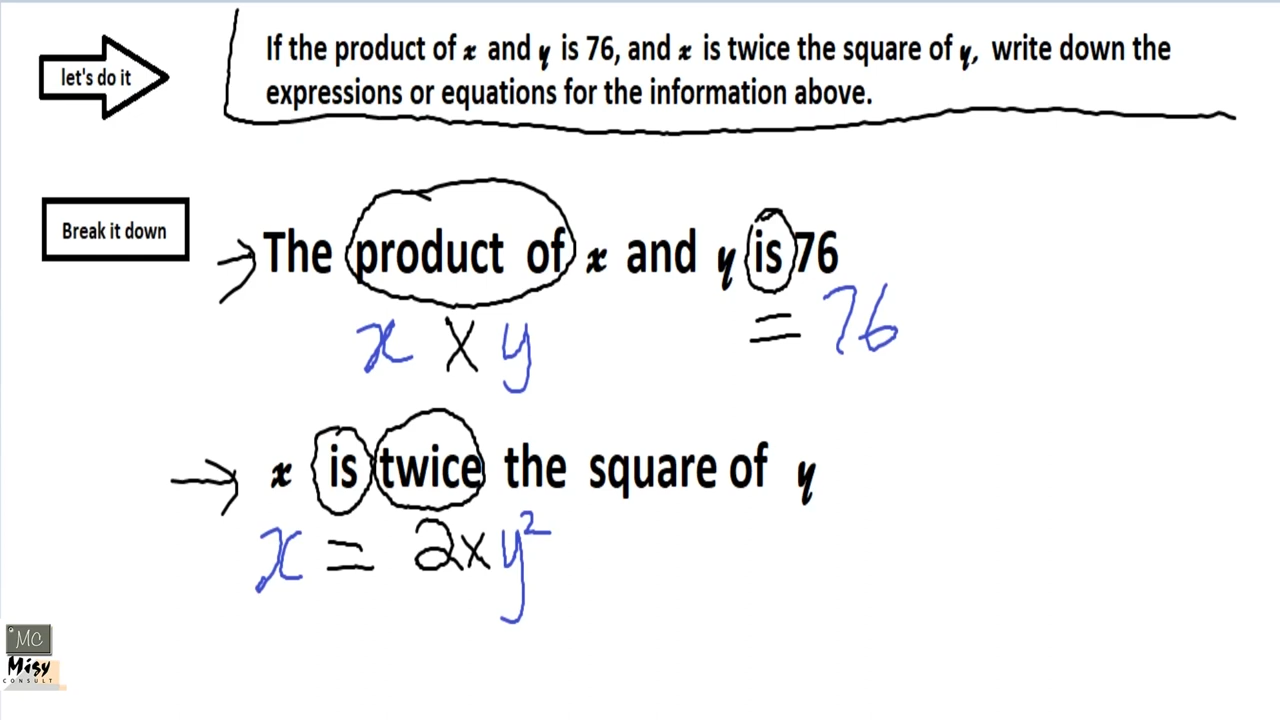 let's do it
If the product of x and y is 76, and x is twice the square of y, write down the
expressions or equations for the information above.
Break it down
The product of x and y is 76
x × y = 76
x is twice the square of y
x = 2 × y²
MC
Misy
CONSULT